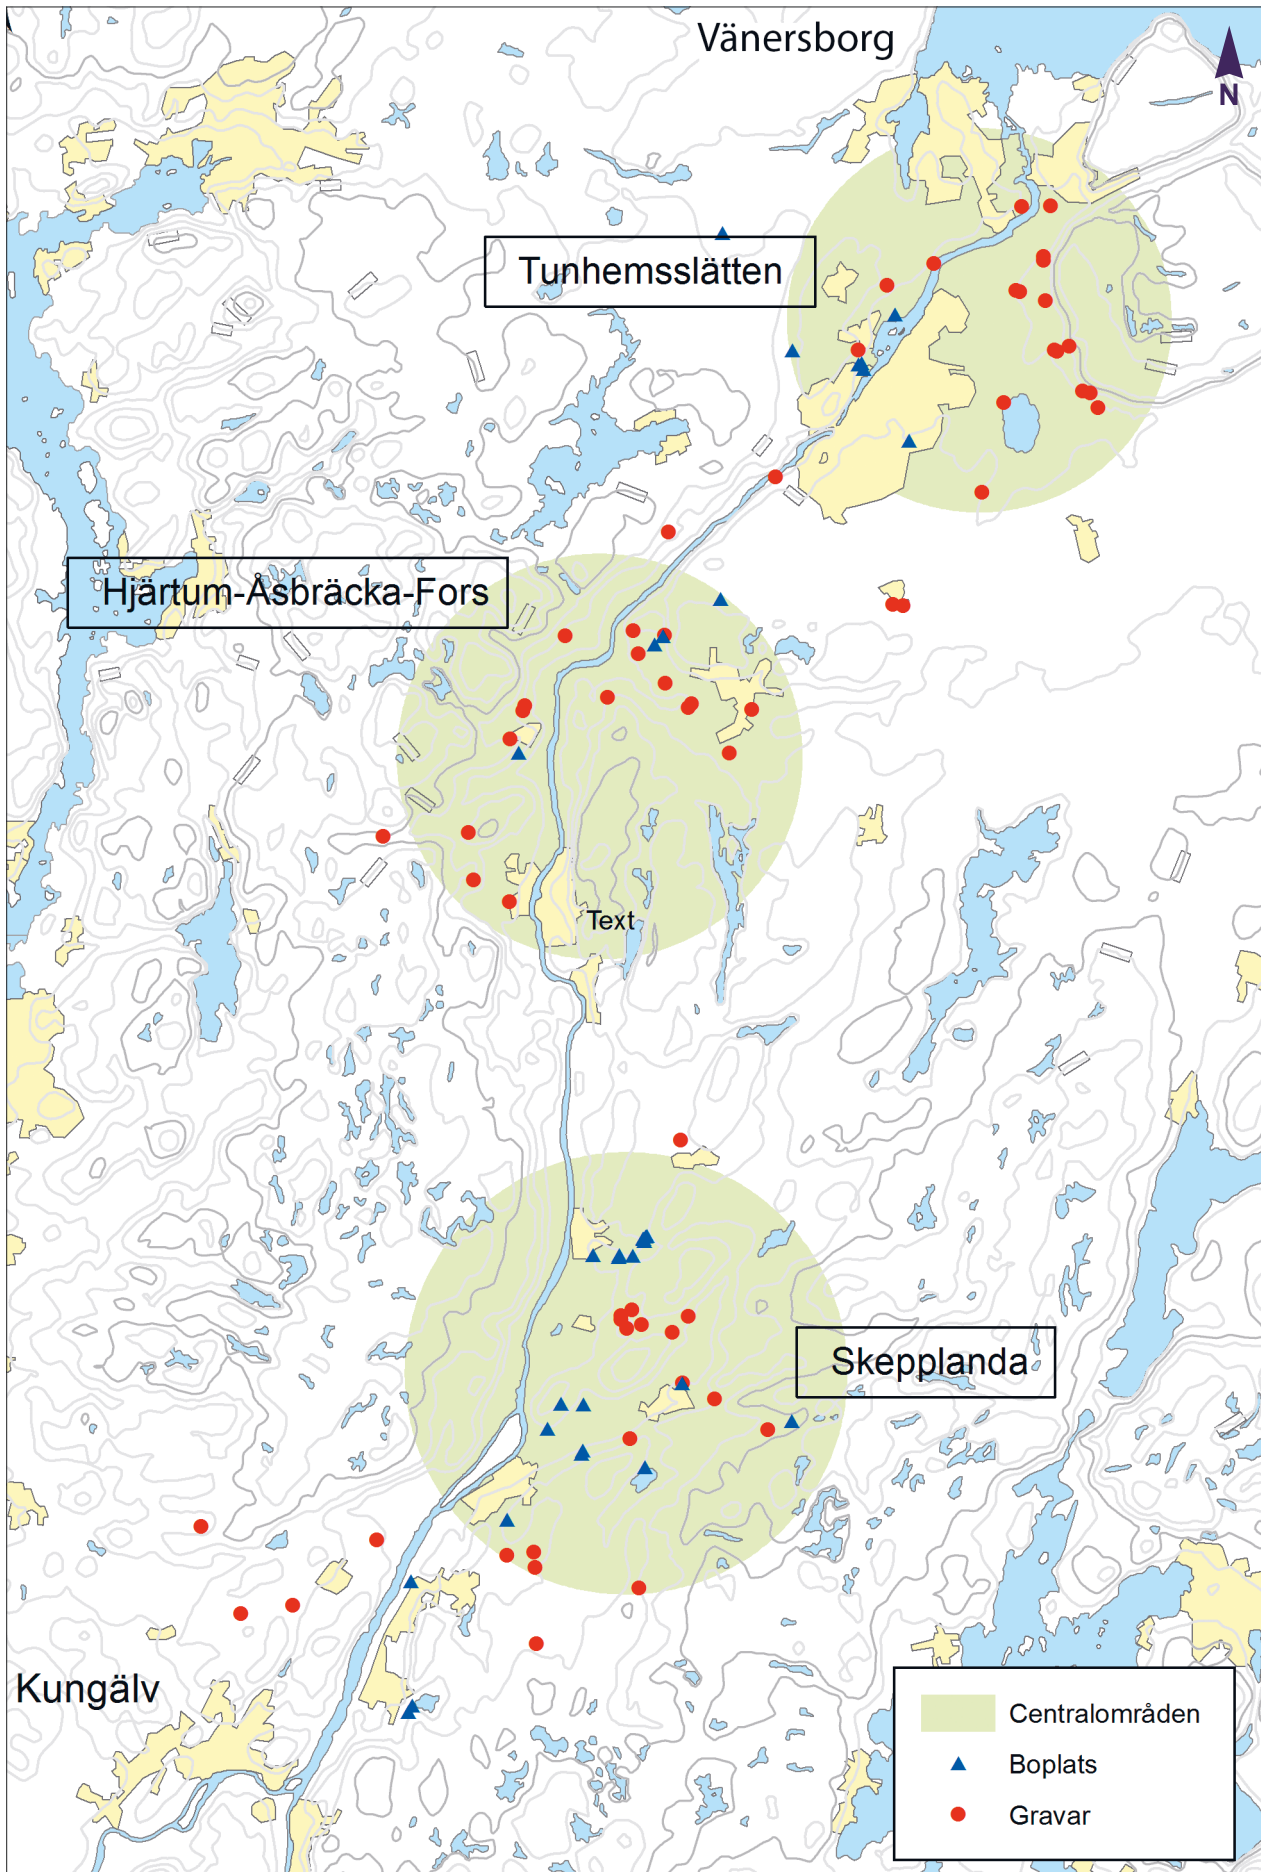 Vänersborg
N
Tunhemsslätten
Hjärtum-Åsbräcka-Fors
Text
Skepplanda
Kungälv
Centralområden
Boplats
Gravar